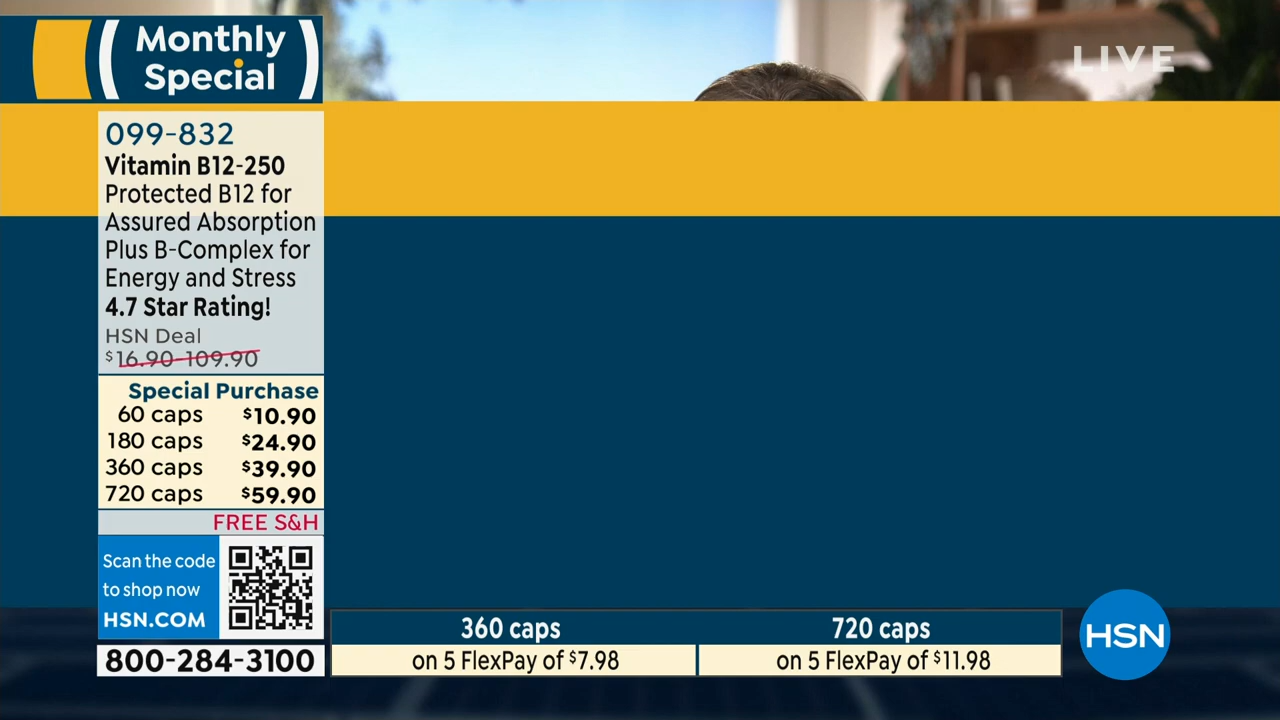 Monthly
Special
LIVE
099-832
Vitamin B12-250
Protected B12 for
Assured Absorption
Plus B-Complex for
Energy and Stress
4.7 Star Rating!
HSN Deal
$16.90-109.90
Special Purchase
60 caps $10.90
180 caps $24.90
360 caps $39.90
720 caps $59.90
FREE S&H
Scan the code
to shop now
HSN.COM
800-284-3100
360 caps
on 5 FlexPay of $7.98
720 caps
on 5 FlexPay of $11.98
HSN